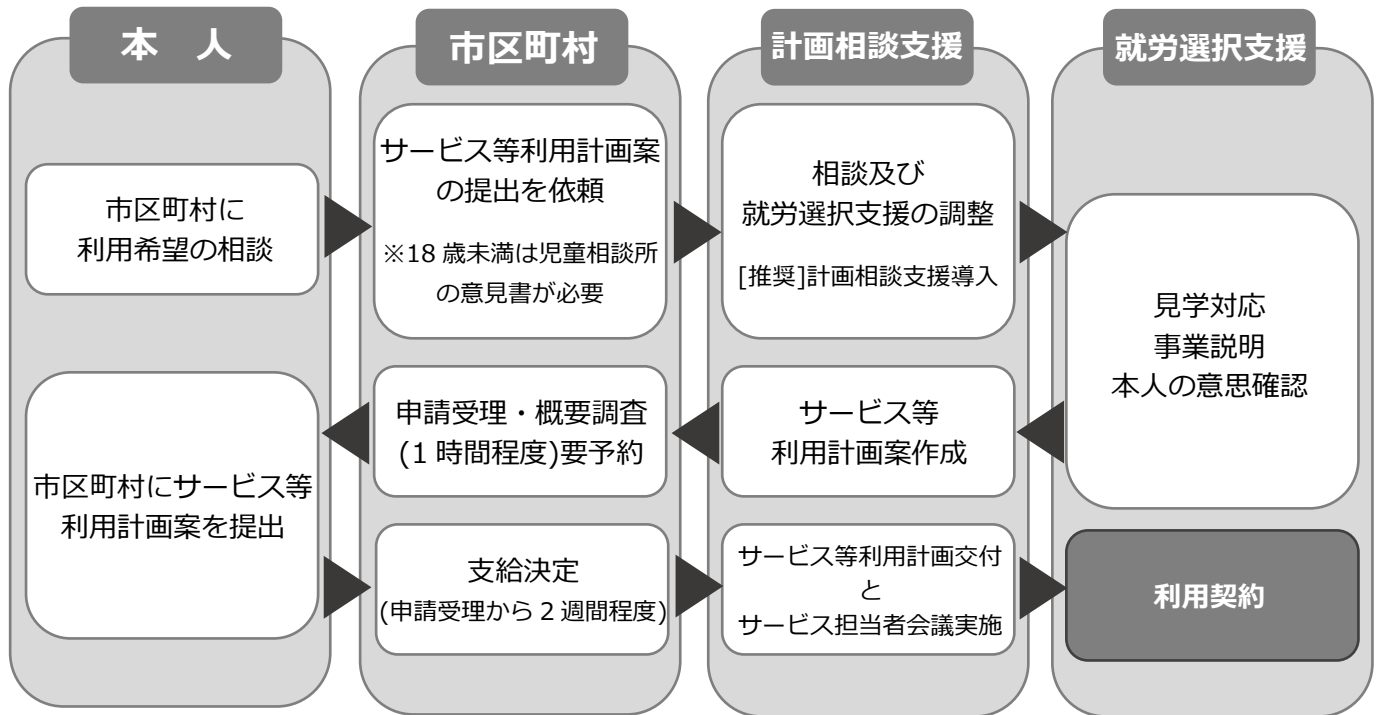 本 人
市区町村に
利用希望の相談
市区町村にサービス等
利用計画案を提出
市区町村
サービス等利用計画案
の提出を依頼
※18 歳未満は児童相談所
の意見書が必要
申請受理・概要調査
(1 時間程度)要予約
支給決定
(申請受理から 2 週間程度)
計画相談支援
相談及び
就労選択支援の調整
[推奨]計画相談支援導入
サービス等
利用計画案作成
サービス等利用計画交付
と
サービス担当者会議実施
就労選択支援
見学対応
事業説明
本人の意思確認
利用契約